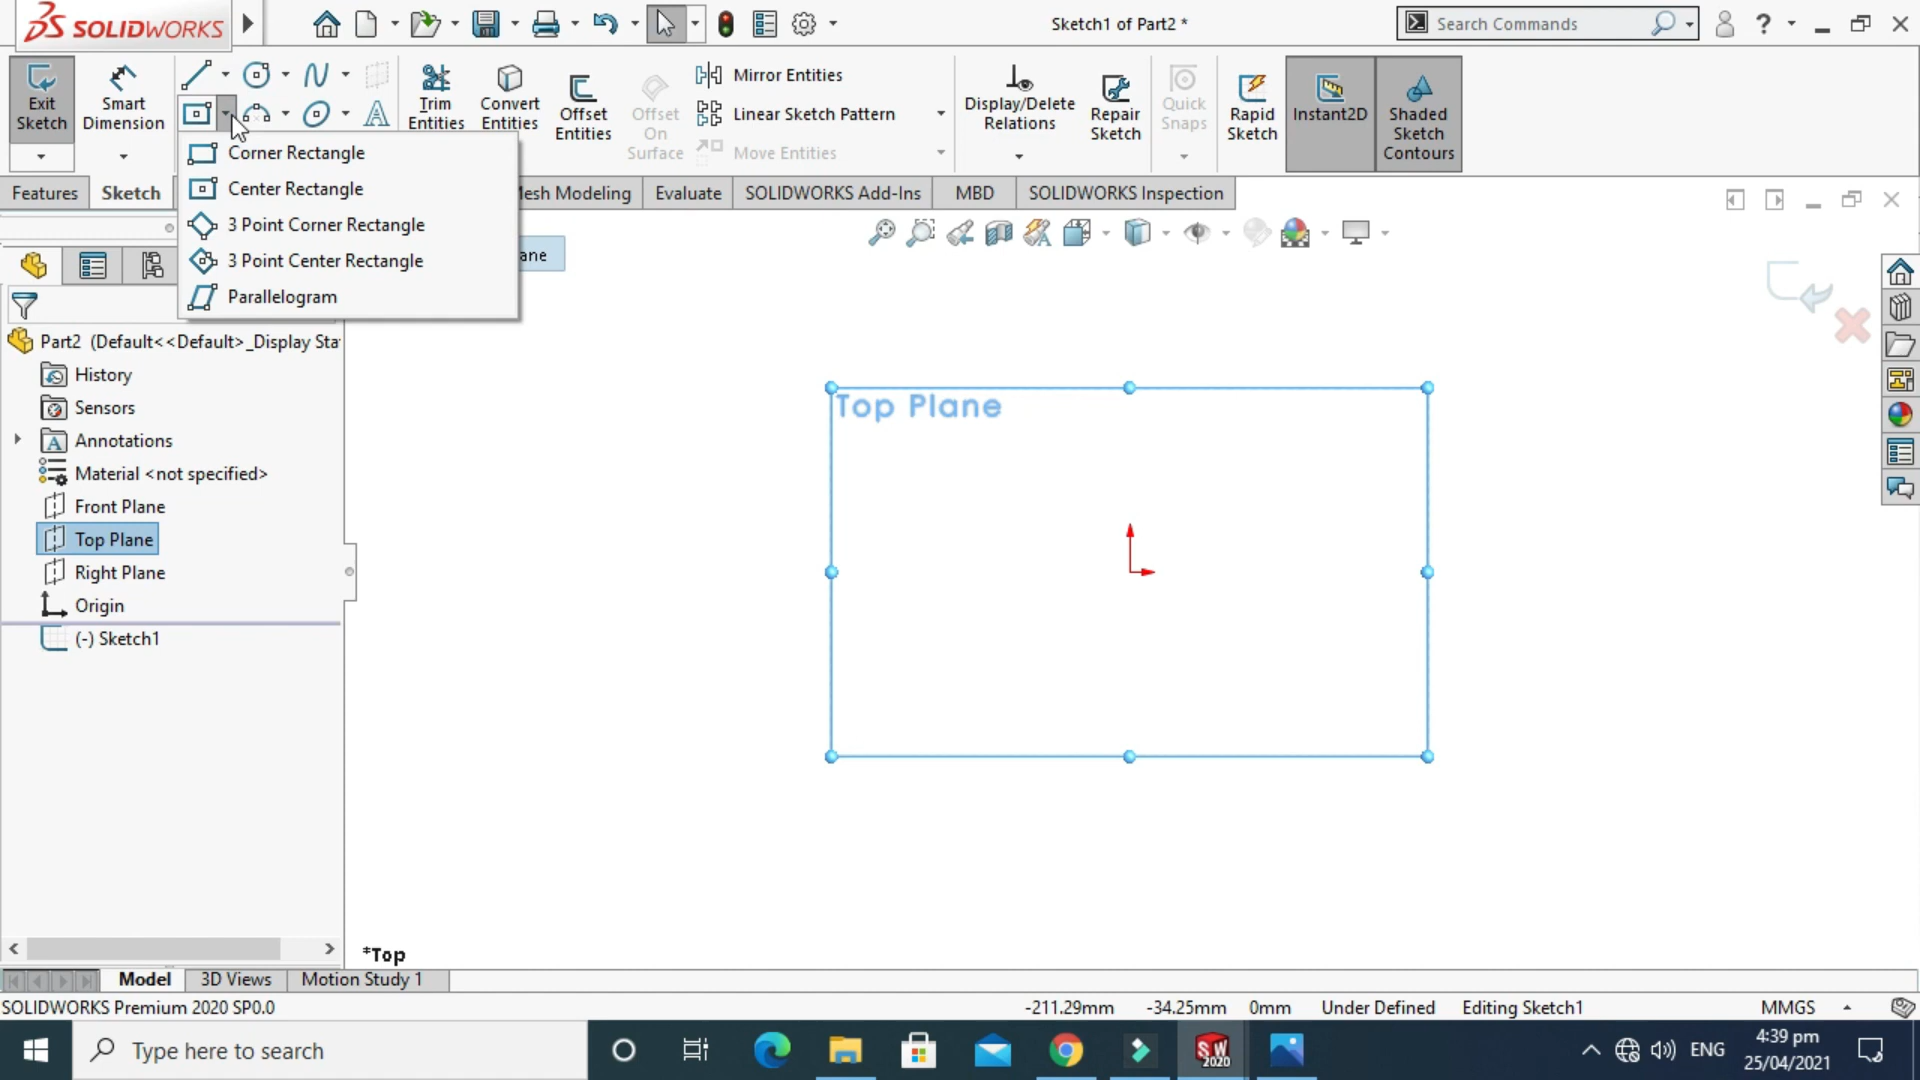 SOLIDWORKS
Sketch1 of Part2 *
Search Commands
?
Exit Sketch
Smart Dimension
Trim Entities
Convert Entities
Offset Entities
Offset On Surface
Mirror Entities
Linear Sketch Pattern
Move Entities
Display/Delete Relations
Repair Sketch
Quick Snaps
Rapid Sketch
Instant2D
Shaded Sketch Contours
Corner Rectangle
Center Rectangle
3 Point Corner Rectangle
3 Point Center Rectangle
Parallelogram
Features
Sketch
Mesh Modeling
Evaluate
SOLIDWORKS Add-Ins
MBD
SOLIDWORKS Inspection
ane
Part2 (Default<<Default>_Display Sta
History
Sensors
Annotations
Material <not specified>
Front Plane
Top Plane
Right Plane
Origin
(-) Sketch1
Top Plane
*Top
Model
3D Views
Motion Study 1
SOLIDWORKS Premium 2020 SP0.0
-211.29mm
-34.25mm
0mm
Under Defined
Editing Sketch1
MMGS
Type here to search
SW
2020
ENG
4:39 pm
25/04/2021